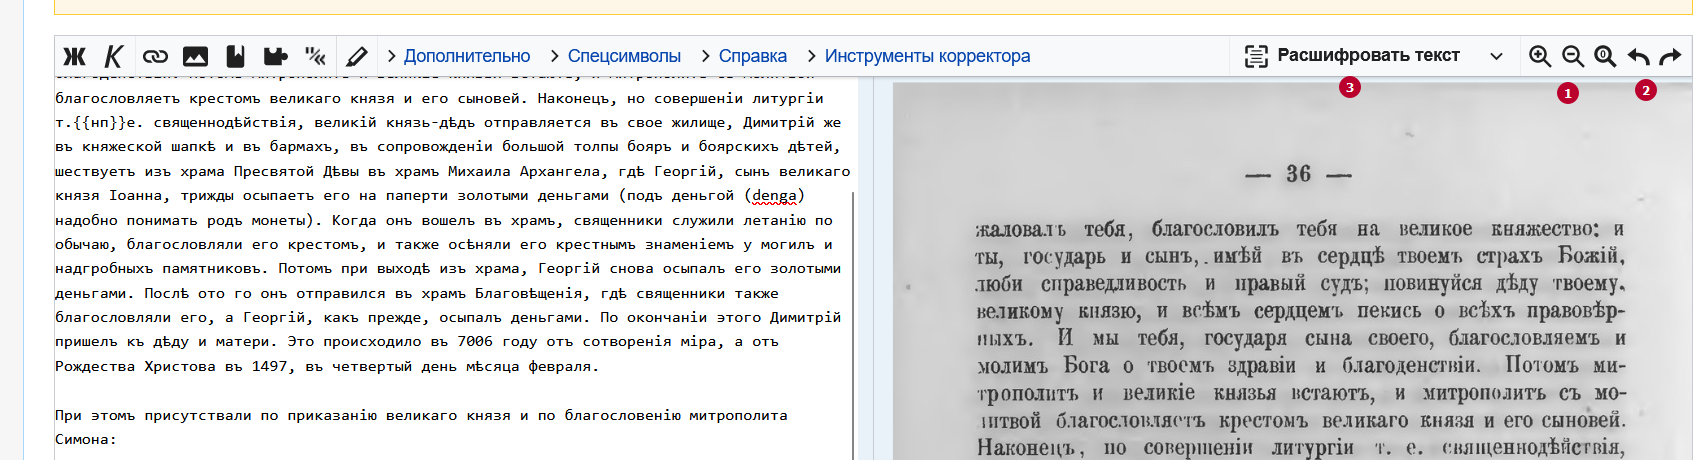 Ж К Дополнительно Спецсимволы Справка Инструменты корректора Расшифровать текст
3 1 2
благословляетъ крестомъ великаго князя и его сыновей. Наконецъ, но совершеніи литургіи
т.{{нп}}е. священнодѣйствія, великій князь-дѣдъ отправляется въ свое жилище, Димитрій же
въ княжеской шапкѣ и въ бармахъ, въ сопровожденіи большой толпы бояръ и боярскихъ дѣтей,
шествуетъ изъ храма Пресвятой Дѣвы въ храмъ Михаила Архангела, гдѣ Георгій, сынъ великаго
князя Іоанна, трижды осыпаетъ его на паперти золотыми деньгами (подъ деньгой (denga)
надобно понимать родъ монеты). Когда онъ вошелъ въ храмъ, священники служили летанію по
обычаю, благословляли его крестомъ, и также осѣняли его крестнымъ знаменіемъ у могилъ и
надгробныхъ памятниковъ. Потомъ при выходѣ изъ храма, Георгій снова осыпалъ его золотыми
деньгами. Послѣ ото го онъ отправился въ храмъ Благовѣщенія, гдѣ священники также
благословляли его, а Георгій, какъ прежде, осыпалъ деньгами. По окончаніи этого Димитрій
пришелъ къ дѣду и матери. Это происходило въ 7006 году отъ сотворенія міра, а отъ
Рождества Христова въ 1497, въ четвертый день мѣсяца февраля.
При этомъ присутствали по приказанію великаго князя и по благословенію митрополита
Симона:
— 36 —
жаловалъ тебя, благословилъ тебя на великое княжество: и
ты, государь и сынъ, имѣй въ сердцѣ твоемъ страхъ Божій,
люби справедливость и правый судъ; повинуйся дѣду твоему,
великому князю, и всѣмъ сердцемъ пекись о всѣхъ правовѣр-
ныхъ. И мы тебя, государя сына своего, благословляемъ и
молимъ Бога о твоемъ здравіи и благоденствіи. Потомъ ми-
трополитъ и великіе князья встаютъ, и митрополитъ съ мо-
литвой благословляетъ крестомъ великаго князя и его сыновей.
Наконецъ, по совершеніи литургіи т. е. священнодѣйствія,